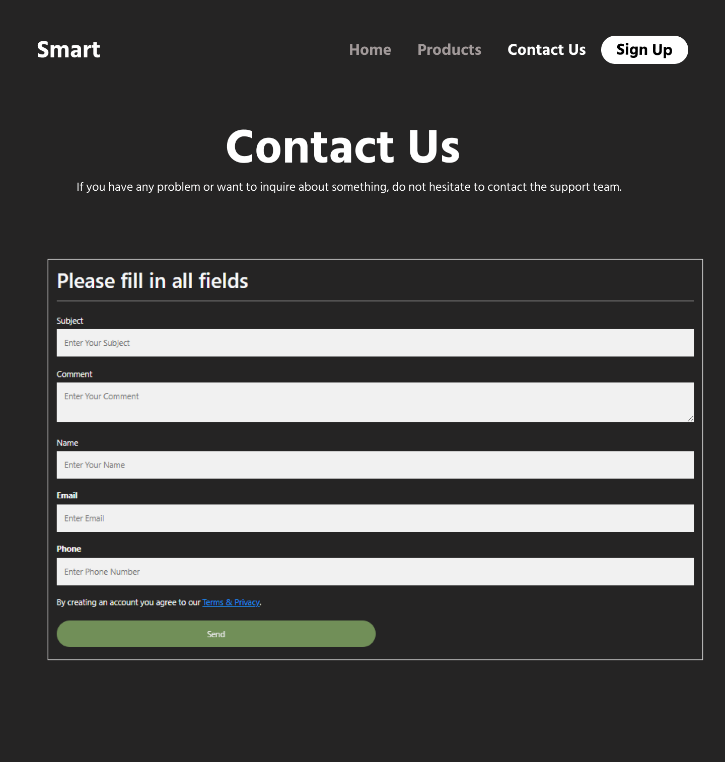 Smart
Home Products Contact Us Sign Up
Contact Us
If you have any problem or want to inquire about something, do not hesitate to contact the support team.
Please fill in all fields
Subject
Enter Your Subject
Comment
Enter Your Comment
Name
Enter Your Name
Email
Enter Email
Phone
Enter Phone Number
By creating an account you agree to our Terms & Privacy.
Send